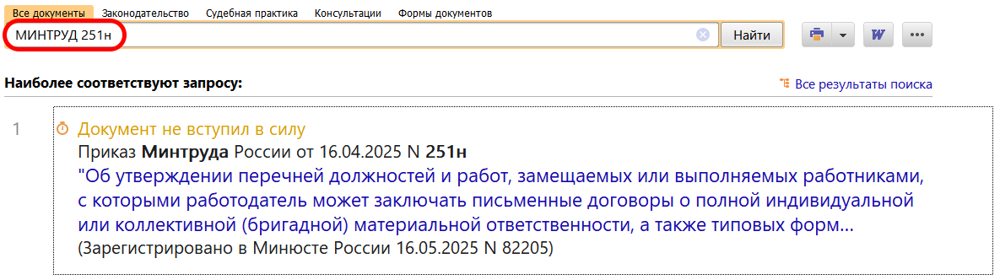 Все документы Законодательство Судебная практика Консультации Формы документов
МИНТРУД 251н Найти W
Наиболее соответствуют запросу: Все результаты поиска
1 Документ не вступил в силу
Приказ Минтруда России от 16.04.2025 N 251н
"Об утверждении перечней должностей и работ, замещаемых или выполняемых работниками,
с которыми работодатель может заключать письменные договоры о полной индивидуальной
или коллективной (бригадной) материальной ответственности, а также типовых форм...
(Зарегистрировано в Минюсте России 16.05.2025 N 82205)